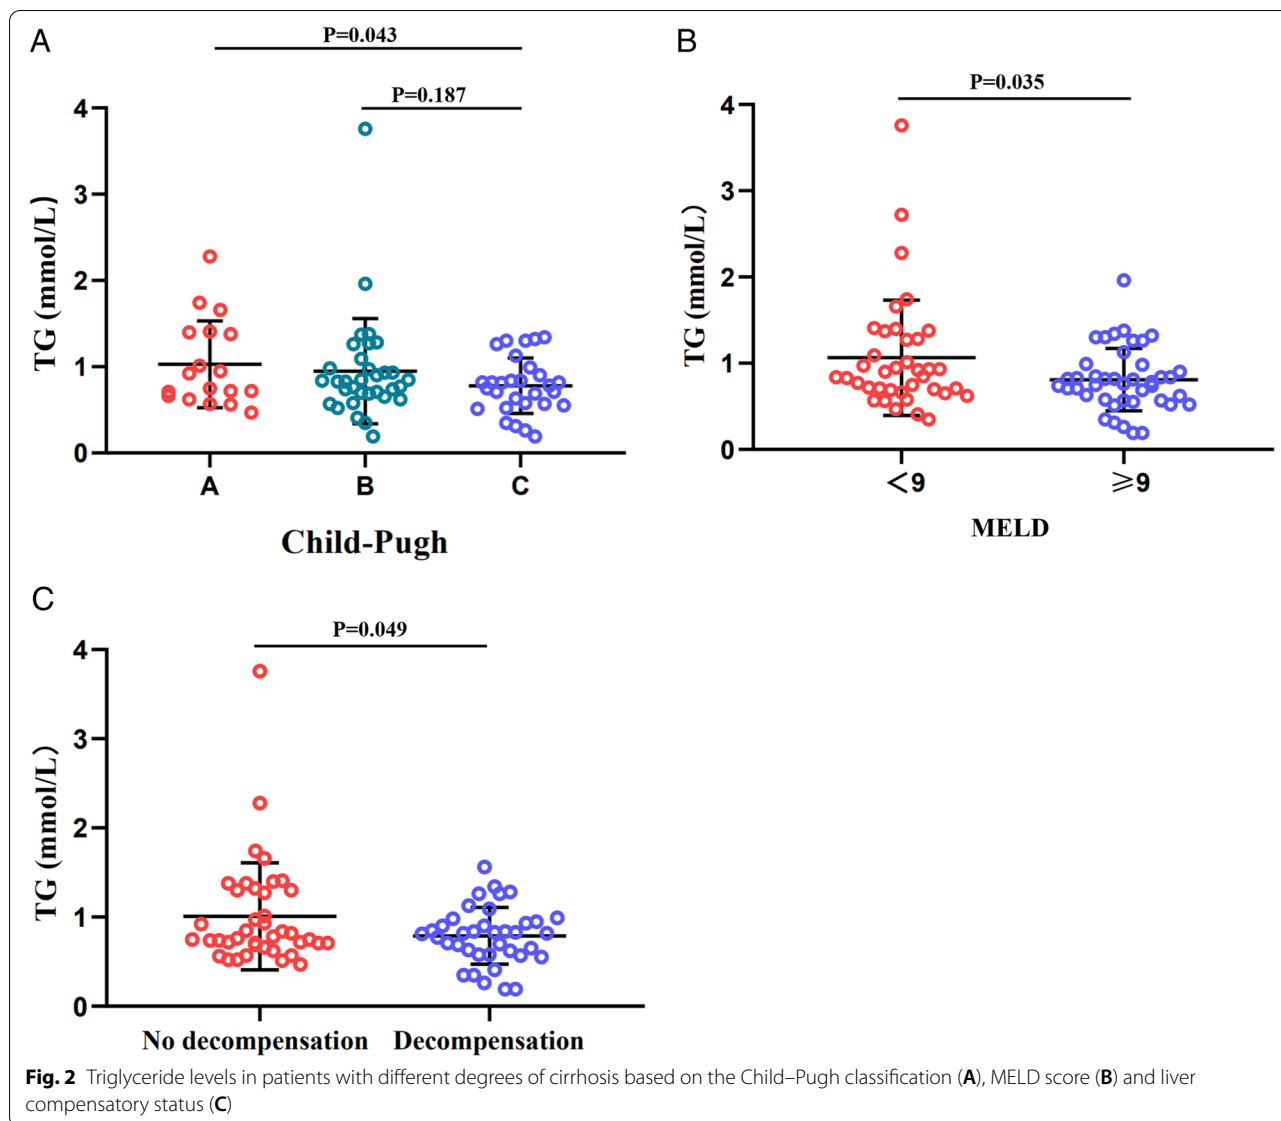 A
P=0.043
P=0.187
TG (mmol/L)
4
3
2
1
0
A B C
Child-Pugh
B
P=0.035
TG (mmol/L)
4
3
2
1
0
<9 ⩾9
MELD
C
P=0.049
TG (mmol/L)
4
3
2
1
0
No decompensation Decompensation
Fig. 2 Triglyceride levels in patients with different degrees of cirrhosis based on the Child–Pugh classification (A), MELD score (B) and liver
compensatory status (C)